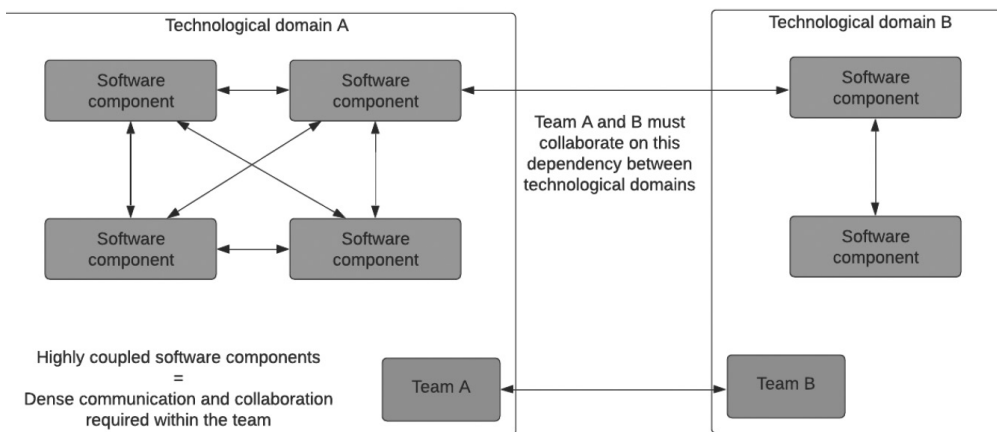 Technological domain A
Technological domain B
Software
component
Software
component
Software
component
Team A and B must
collaborate on this
dependency between
technological domains
Software
component
Software
component
Software
component
Highly coupled software components
=
Dense communication and collaboration
required within the team
Team A
Team B